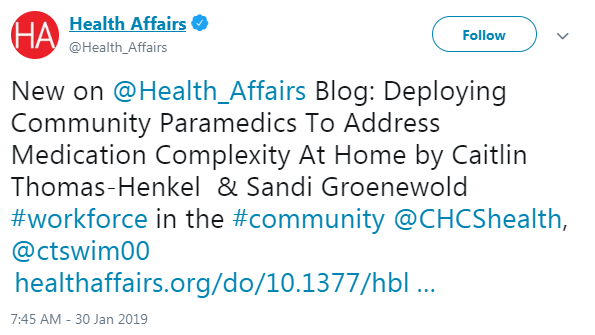 HA
Health Affairs
@Health_Affairs
Follow
New on @Health_Affairs Blog: Deploying
Community Paramedics To Address
Medication Complexity At Home by Caitlin
Thomas-Henkel & Sandi Groenewold
#workforce in the #community @CHCShealth,
@ctswim00
healthaffairs.org/do/10.1377/hbl ...
7:45 AM - 30 Jan 2019